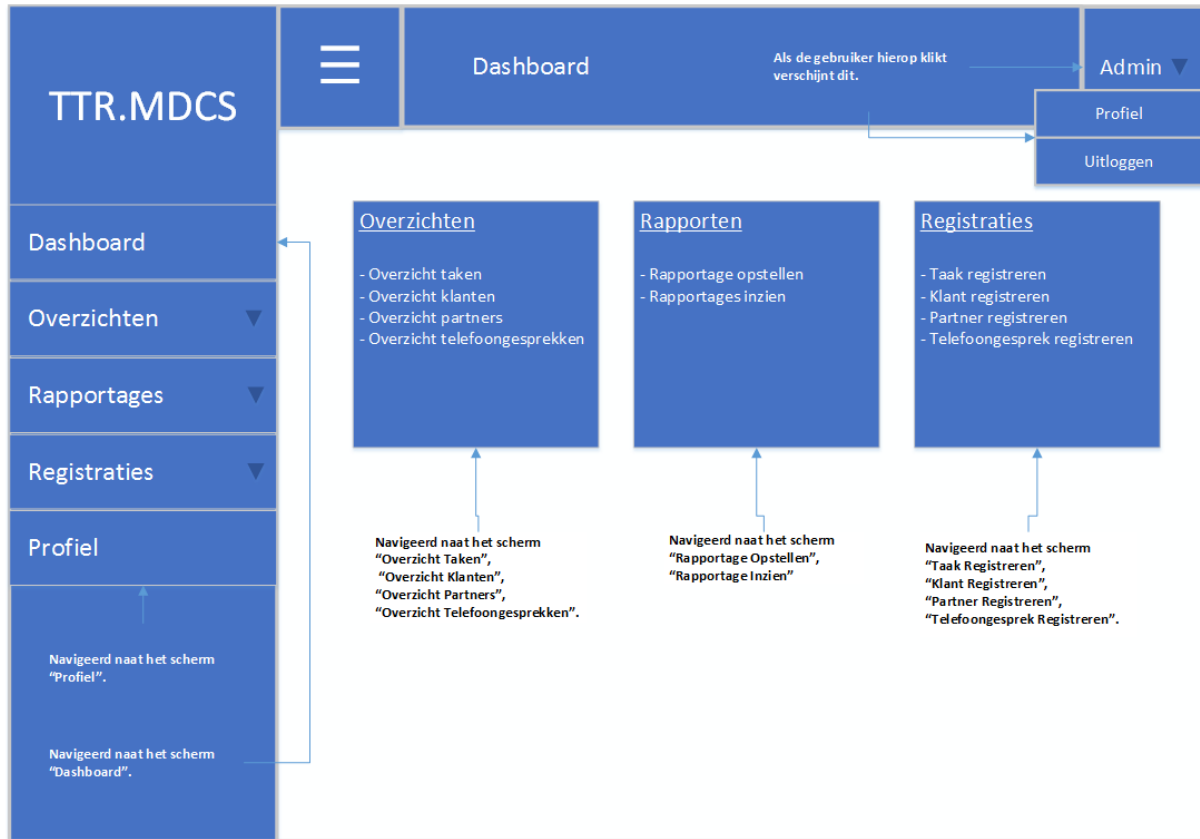 TTR.MDCS
Dashboard
Als de gebruiker hierop klikt
verschijnt dit.
Admin
Profiel
Uitloggen
Dashboard
Overzichten
Rapportages
Registraties
Profiel
Navigeerd naat het scherm
“Profiel”.
Navigeerd naat het scherm
“Dashboard”.
Overzichten
- Overzicht taken
- Overzicht klanten
- Overzicht partners
- Overzicht telefoongesprekken
Navigeerd naat het scherm
“Overzicht Taken”,
“Overzicht Klanten”,
“Overzicht Partners”,
“Overzicht Telefoongesprekken”.
Rapporten
- Rapportage opstellen
- Rapportages inzien
Navigeerd naat het scherm
“Rapportage Opstellen”,
“Rapportage Inzien”
Registraties
- Taak registreren
- Klant registreren
- Partner registreren
- Telefoongesprek registreren
Navigeerd naat het scherm
“Taak Registreren”,
“Klant Registreren”,
“Partner Registreren”,
“Telefoongesprek Registreren”.